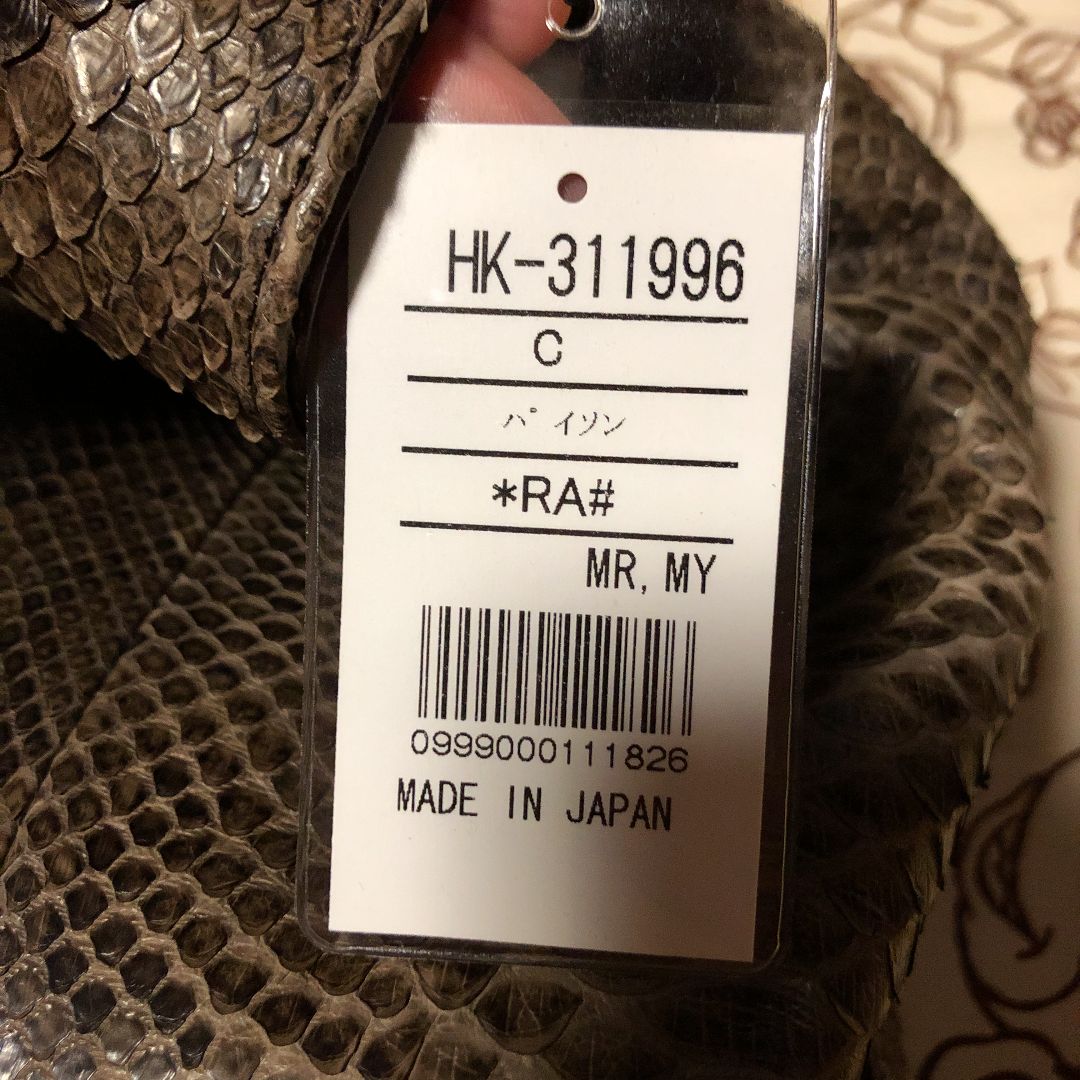 HK-311996
C
ﾊﾟｲｿﾝ
*RA#
MR, MY
0999000111826
MADE IN JAPAN